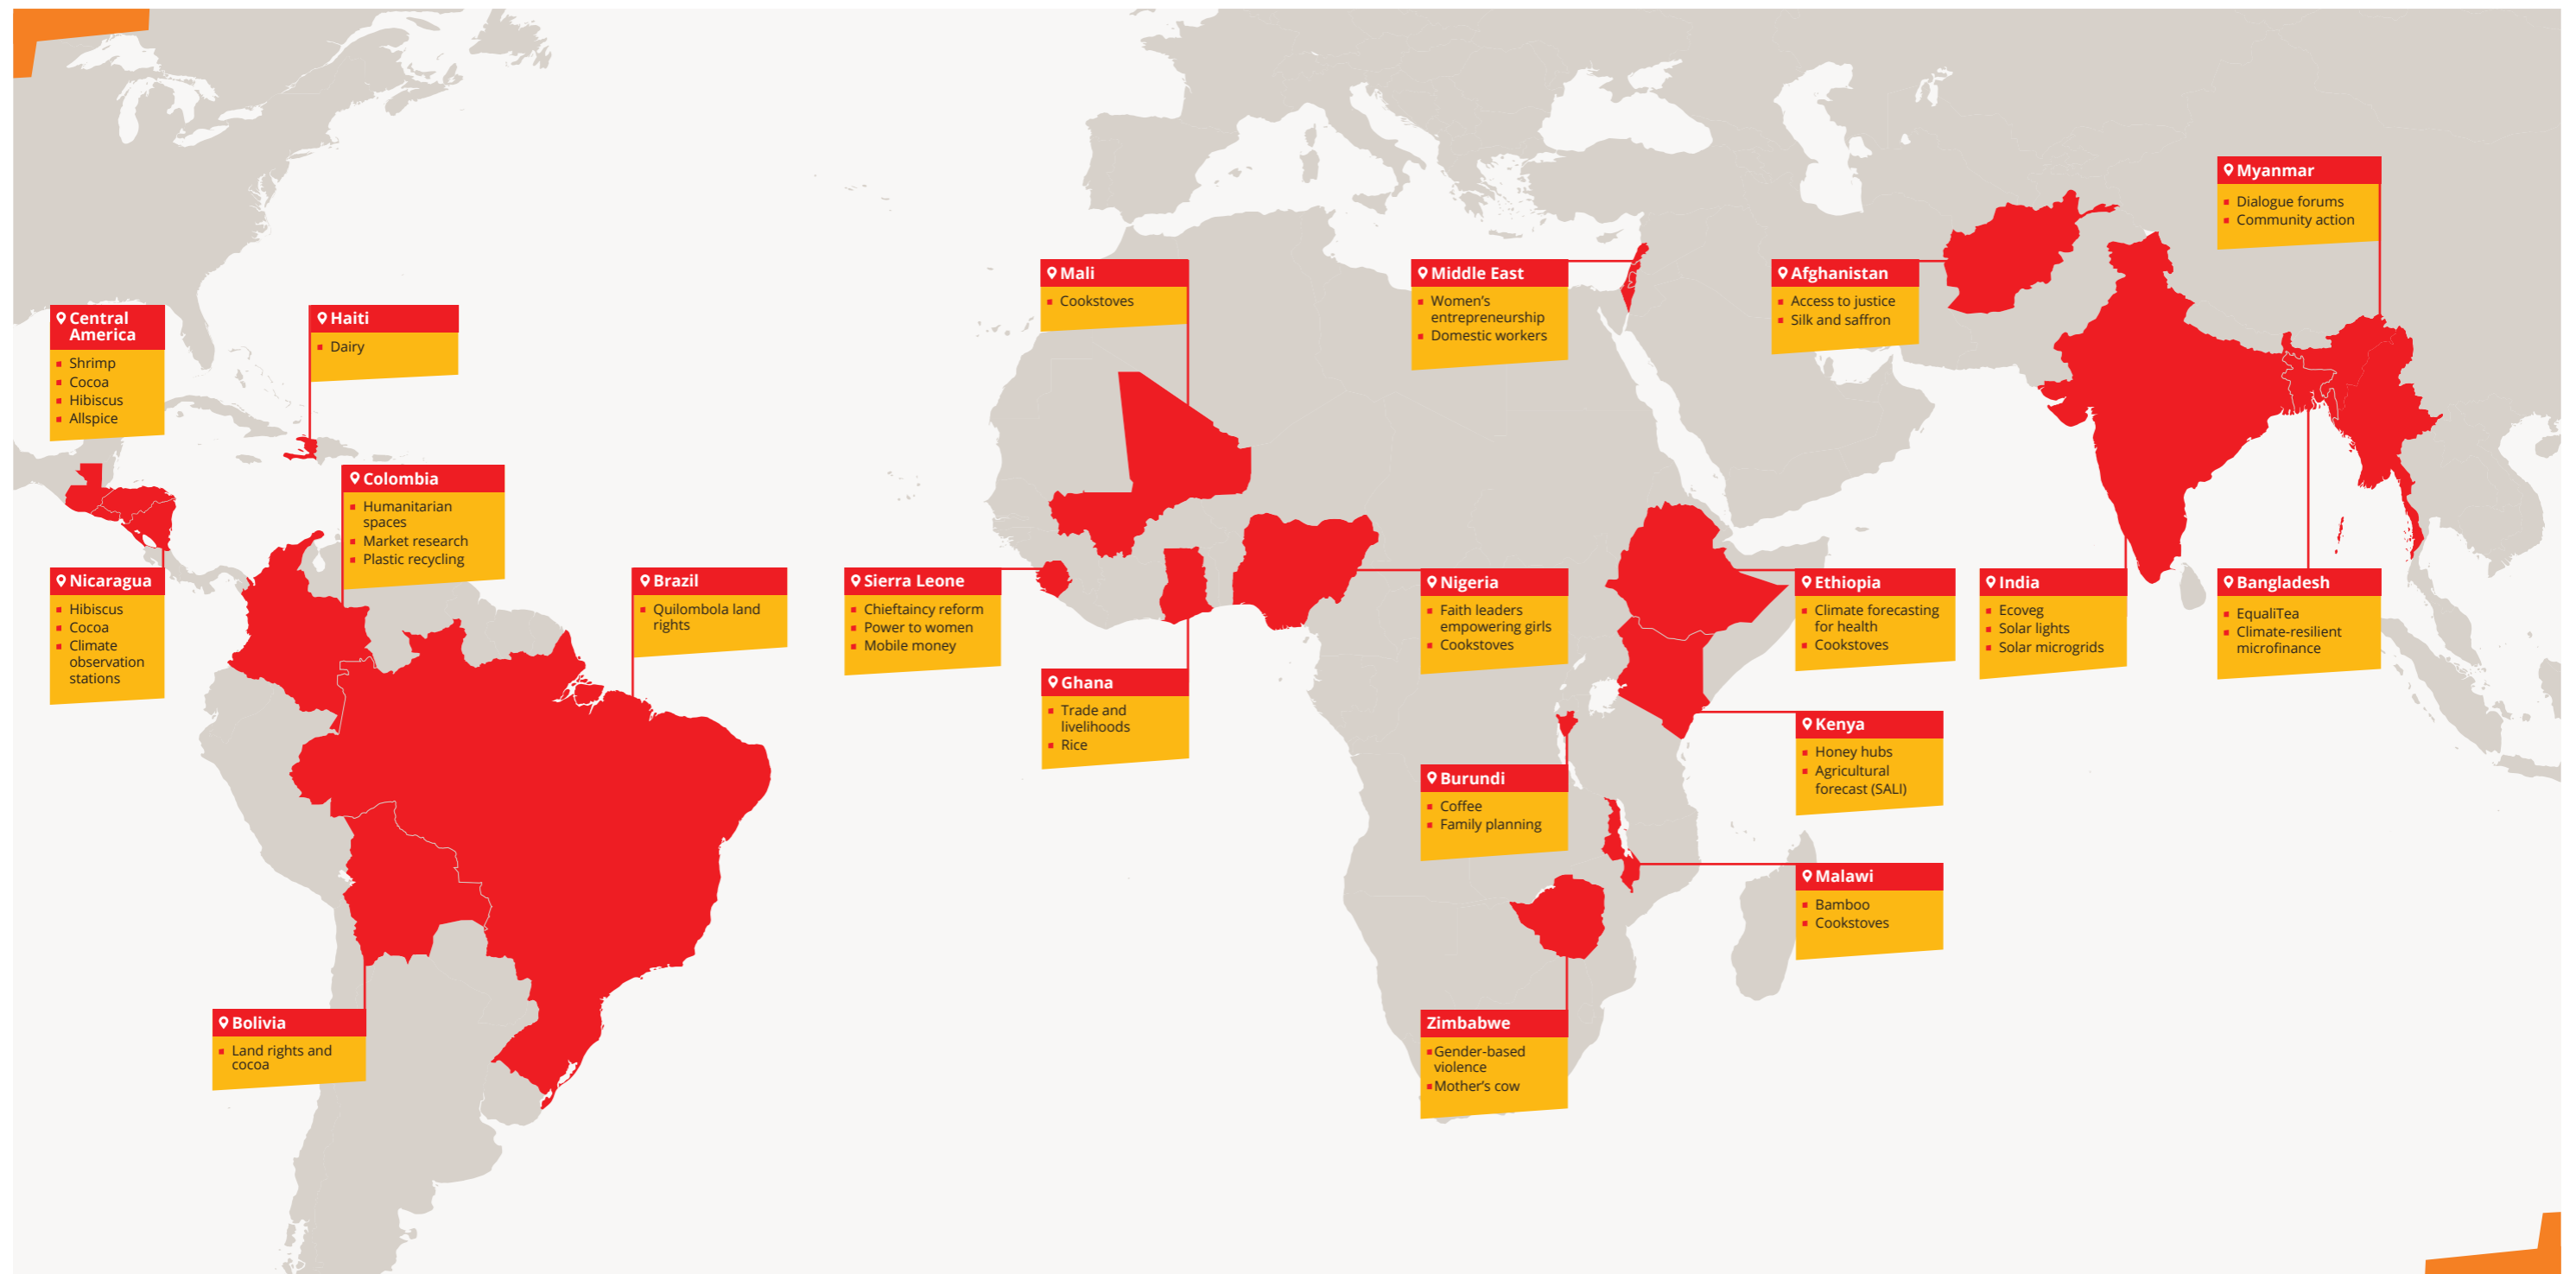 Central
America
Shrimp
Cocoa
Hibiscus
Allspice
Haiti
Dairy
Nicaragua
Hibiscus
Cocoa
Climate
observation
stations
Colombia
Humanitarian
spaces
Market research
Plastic recycling
Brazil
Quilombola land
rights
Bolivia
Land rights and
cocoa
Mali
Cookstoves
Sierra Leone
Chieftaincy reform
Power to women
Mobile money
Ghana
Trade and
livelihoods
Rice
Middle East
Women's
entrepreneurship
Domestic workers
Nigeria
Faith leaders
empowering girls
Cookstoves
Burundi
Coffee
Family planning
Zimbabwe
Gender-based
violence
Mother's cow
Ethiopia
Climate forecasting
for health
Cookstoves
Kenya
Honey hubs
Agricultural
forecast (SALI)
Malawi
Bamboo
Cookstoves
Afghanistan
Access to justice
Silk and saffron
India
Ecoveg
Solar lights
Solar microgrids
Myanmar
Dialogue forums
Community action
Bangladesh
EqualiTea
Climate-resilient
microfinance